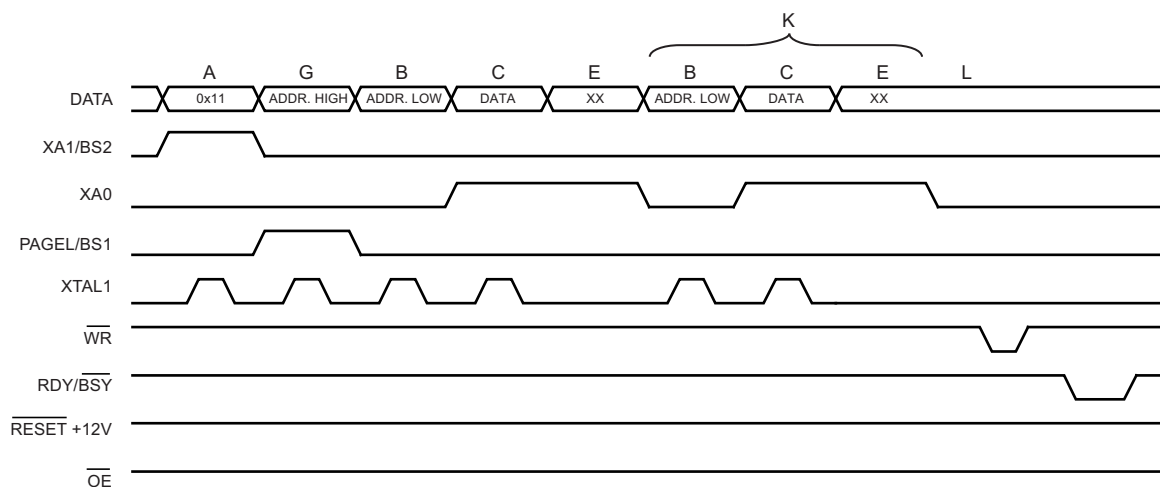 K
A G B C E B C E L
DATA 0x11 ADDR. HIGH ADDR. LOW DATA XX ADDR. LOW DATA XX
XA1/BS2
XA0
PAGEL/BS1
XTAL1
WR
RDY/BSY
RESET +12V
OE